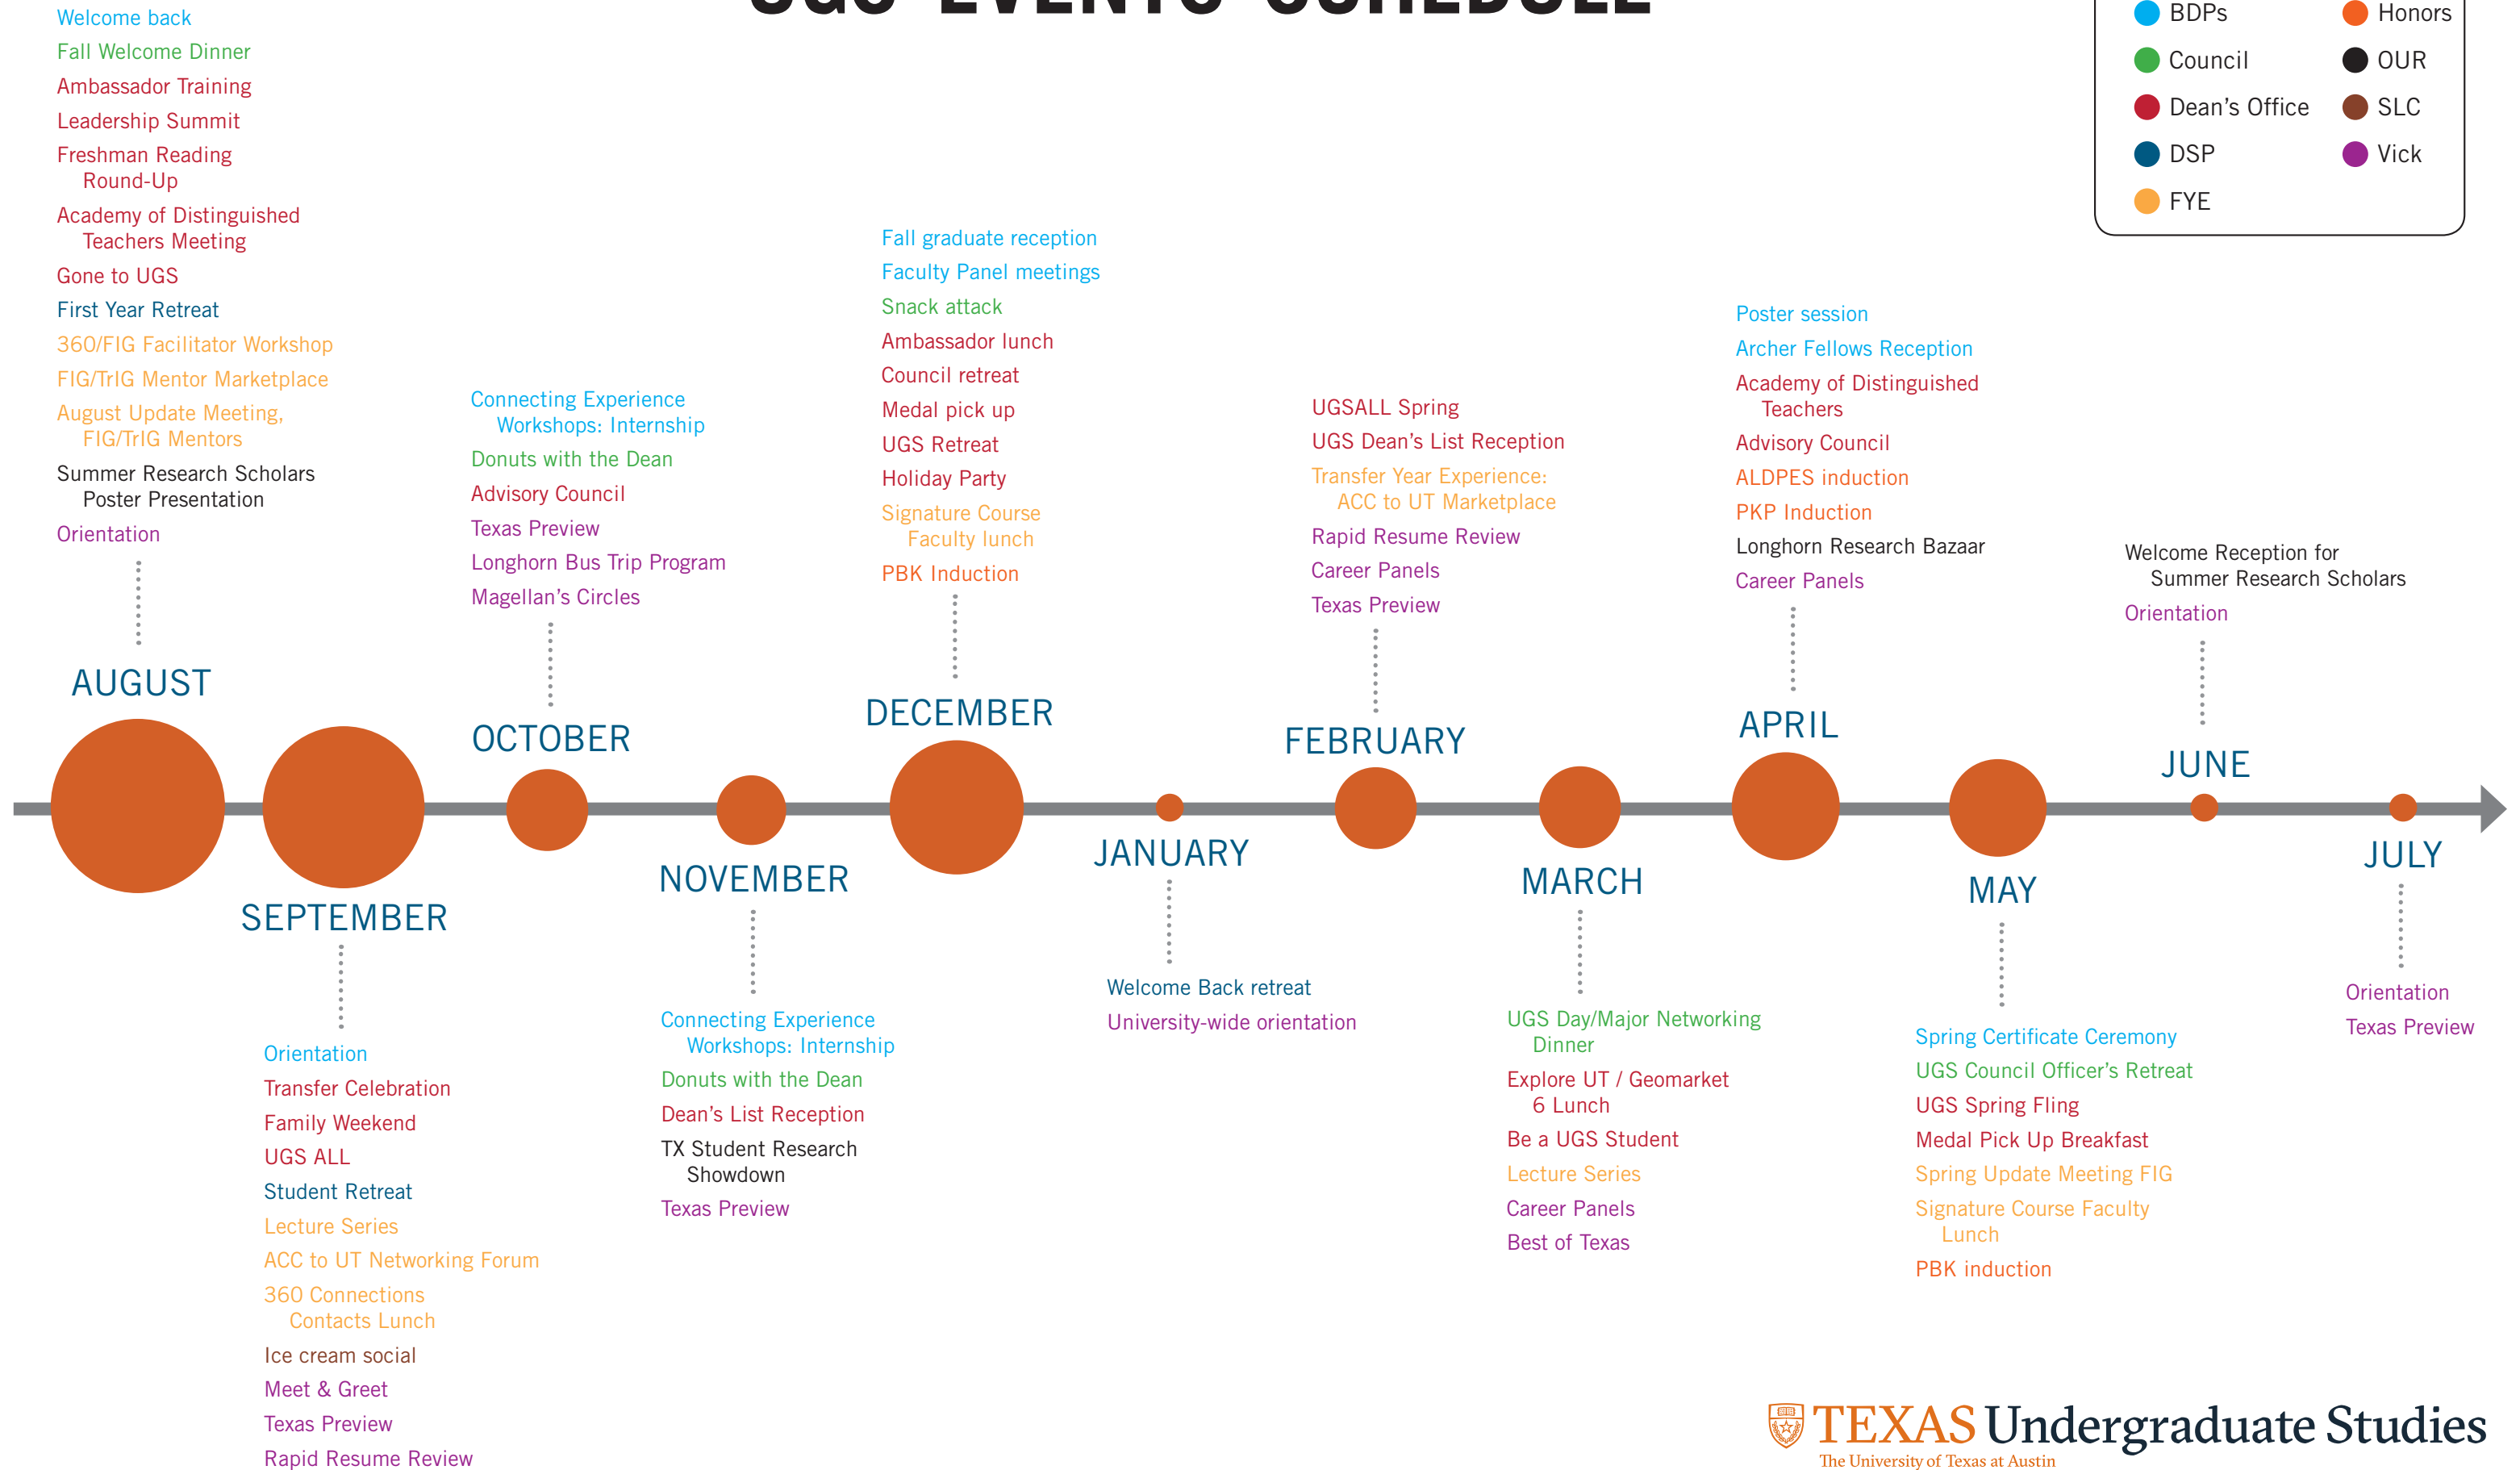 UGS EVENTS SCHEDULE
BDPs
Council
Dean's Office
DSP
FYE
Honors
OUR
SLC
Vick
Welcome back
Fall Welcome Dinner
Ambassador Training
Leadership Summit
Freshman Reading
Round-Up
Academy of Distinguished
Teachers Meeting
Gone to UGS
First Year Retreat
360/FIG Facilitator Workshop
FIG/TrIG Mentor Marketplace
August Update Meeting,
FIG/TrIG Mentors
Summer Research Scholars
Poster Presentation
Orientation
AUGUST
SEPTEMBER
Orientation
Transfer Celebration
Family Weekend
UGS ALL
Student Retreat
Lecture Series
ACC to UT Networking Forum
360 Connections
Contacts Lunch
Ice cream social
Meet & Greet
Texas Preview
Rapid Resume Review
Connecting Experience
Workshops: Internship
Donuts with the Dean
Advisory Council
Texas Preview
Longhorn Bus Trip Program
Magellan's Circles
OCTOBER
NOVEMBER
Connecting Experience
Workshops: Internship
Donuts with the Dean
Dean's List Reception
TX Student Research
Showdown
Texas Preview
Fall graduate reception
Faculty Panel meetings
Snack attack
Ambassador lunch
Council retreat
Medal pick up
UGS Retreat
Holiday Party
Signature Course
Faculty lunch
PBK Induction
DECEMBER
JANUARY
Welcome Back retreat
University-wide orientation
UGSALL Spring
UGS Dean's List Reception
Transfer Year Experience:
ACC to UT Marketplace
Rapid Resume Review
Career Panels
Texas Preview
FEBRUARY
MARCH
UGS Day/Major Networking
Dinner
Explore UT / Geomarket
6 Lunch
Be a UGS Student
Lecture Series
Career Panels
Best of Texas
Poster session
Archer Fellows Reception
Academy of Distinguished
Teachers
Advisory Council
ALDPES induction
PKP Induction
Longhorn Research Bazaar
Career Panels
APRIL
MAY
Spring Certificate Ceremony
UGS Council Officer's Retreat
UGS Spring Fling
Medal Pick Up Breakfast
Spring Update Meeting FIG
Signature Course Faculty
Lunch
PBK induction
Welcome Reception for
Summer Research Scholars
Orientation
JUNE
JULY
Orientation
Texas Preview
TEXAS Undergraduate Studies
The University of Texas at Austin